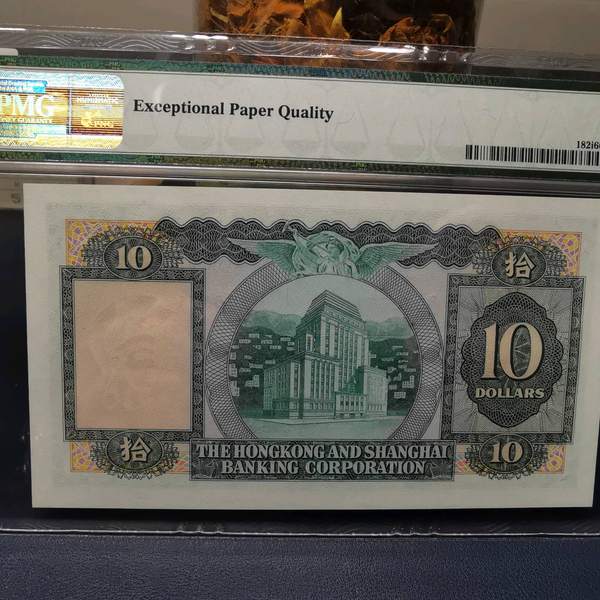 PMG
Exceptional Paper Quality
10
拾
10
DOLLARS
拾
THE HONGKONG AND SHANGHAI
BANKING CORPORATION
10